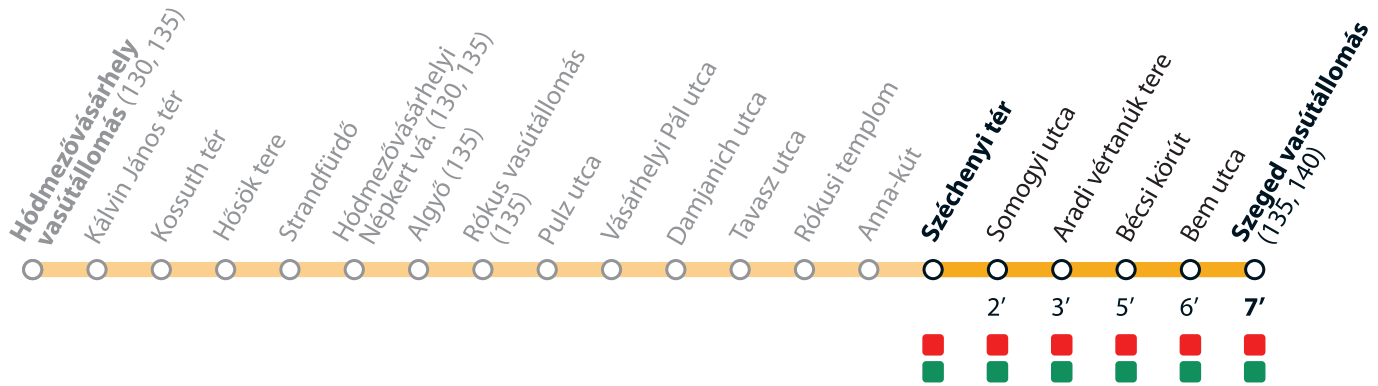 Hódmezővásárhely
vasútállomás (130, 135)
Kálvin János tér
Kossuth tér
Hősök tere
Strandfürdő
Hódmezővásárhelyi
Népkert vá. (130, 135)
Algyő (135)
Rókus vasútállomás
(135)
Pulz utca
Vásárhelyi Pál utca
Damjanich utca
Tavasz utca
Rókusi templom
Anna-kút
Széchenyi tér
Somogyi utca
Aradi vértanúk tere
Bécsi körút
Bem utca
Szeged vasútállomás
(135, 140)
2’ 3’ 5’ 6’ 7’